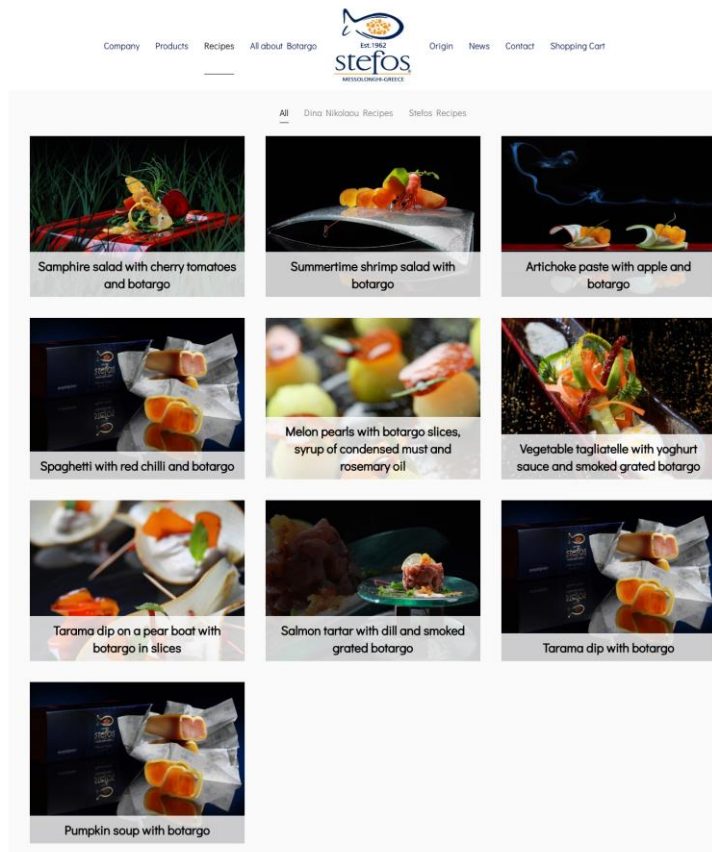 Company Products Recipes All about Botargo Origin News Contact Shopping Cart
Est.1962
stefos
MESSOLONGHI-GREECE
All Dina Nikolaou Recipes Stefos Recipes
Samphire salad with cherry tomatoes
and botargo
Summertime shrimp salad with
botargo
Artichoke paste with apple and
botargo
stefos
Spaghetti with red chilli and botargo
Melon pearls with botargo slices,
syrup of condensed must and
rosemary oil
Vegetable tagliatelle with yoghurt
sauce and smoked grated botargo
Tarama dip on a pear boat with
botargo in slices
Salmon tartar with dill and smoked
grated botargo
stefos
Tarama dip with botargo
stefos
Pumpkin soup with botargo